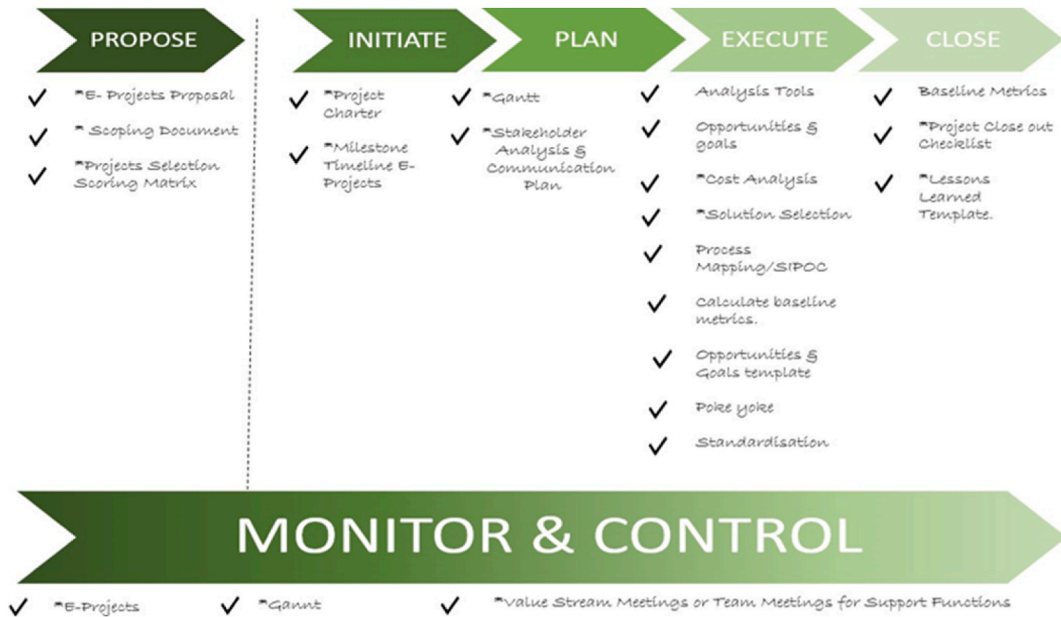 PROPOSE
*E- Projects Proposal
* Scoping Document
*Projects Selection
Scoring Matrix
INITIATE
*Project
Charter
*Milestone
Timeline E-
Projects
PLAN
*Gantt
*Stakeholder
Analysis &
Communication
Plan
EXECUTE
Analysis Tools
Opportunities &
goals
*Cost Analysis
*Solution Selection
Process
Mapping/SIPOC
Calculate baseline
metrics.
Opportunities &
Goals template
Poke yoke
Standardisation
CLOSE
Baseline Metrics
*Project Close out
Checklist
*Lessons
Learned
Template.
MONITOR & CONTROL
*E-Projects
*Gannt
*Value Stream Meetings or Team Meetings for Support Functions